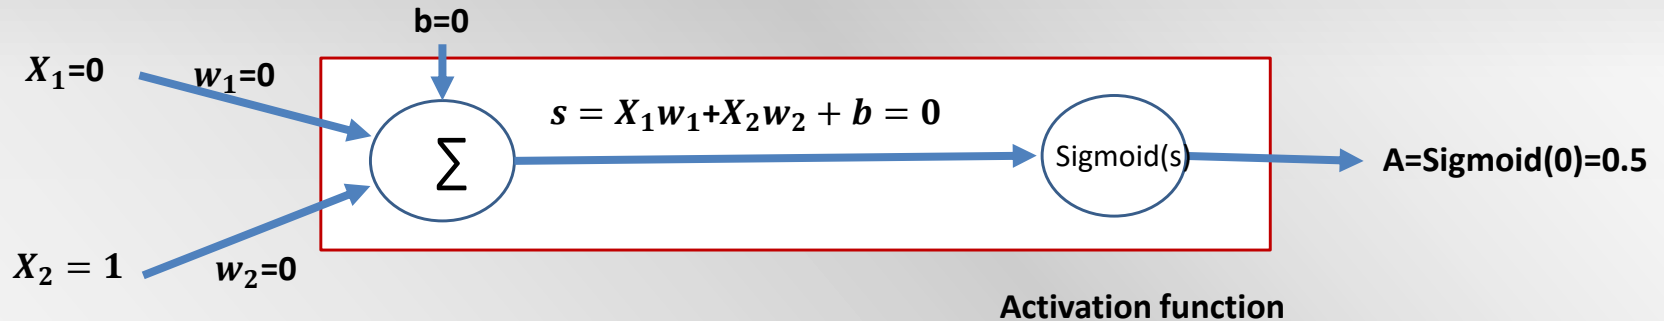 b=0
X₁=0
w₁=0
s = X₁w₁+X₂w₂ + b = 0
∑
Sigmoid(s)
A=Sigmoid(0)=0.5
X₂ = 1
w₂=0
Activation function